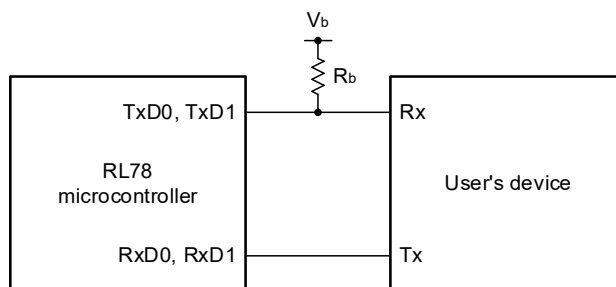 Vb
Rb
TxD0, TxD1
Rx
RL78
microcontroller
User's device
RxD0, RxD1
Tx